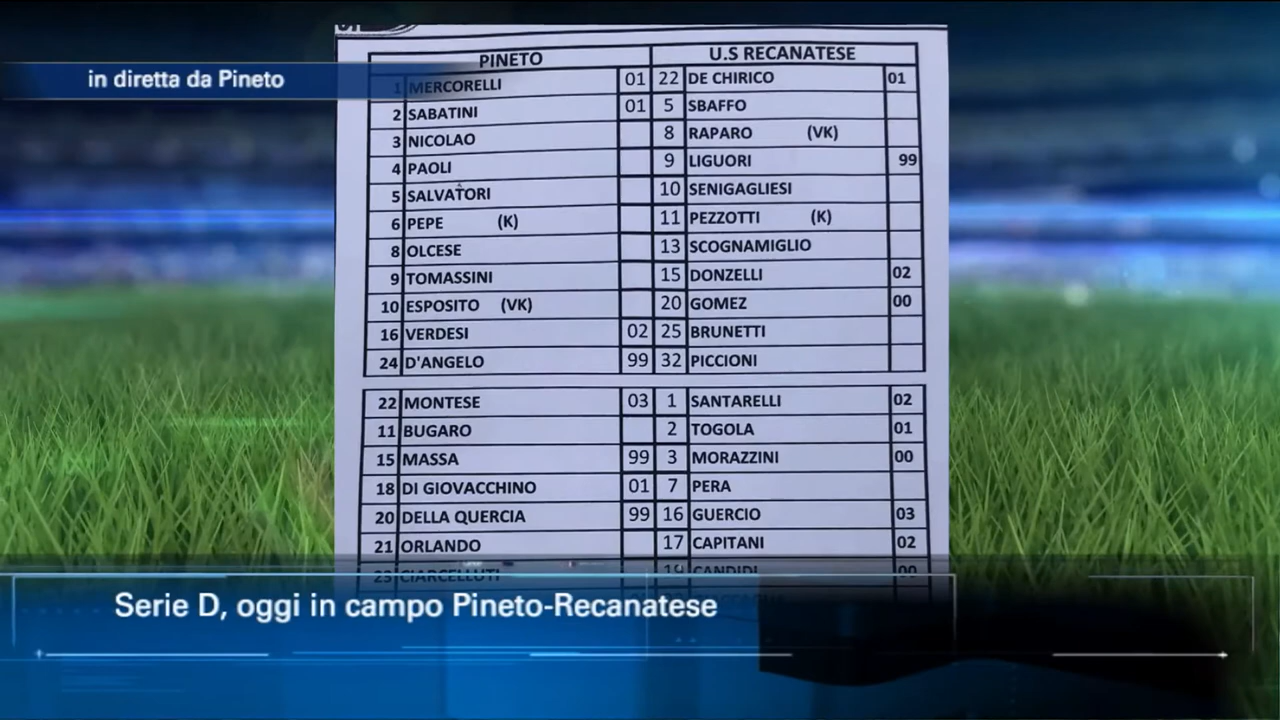 PINETO U.S RECANATESE
in diretta da Pineto
1 MERCORELLI 01 22 DE CHIRICO 01
2 SABATINI 01 5 SBAFFO
3 NICOLAO 8 RAPARO (VK)
4 PAOLI 9 LIGUORI 99
5 SALVATORI 10 SENIGAGLIESI
6 PEPE (K) 11 PEZZOTTI (K)
8 OLCESE 13 SCOGNAMIGLIO
9 TOMASSINI 15 DONZELLI 02
10 ESPOSITO (VK) 20 GOMEZ 00
16 VERDESI 02 25 BRUNETTI
24 D'ANGELO 99 32 PICCIONI
22 MONTESE 03 1 SANTARELLI 02
11 BUGARO 2 TOGOLA 01
15 MASSA 99 3 MORAZZINI 00
18 DI GIOVACCHINO 01 7 PERA
20 DELLA QUERCIA 99 16 GUERCIO 03
21 ORLANDO 17 CAPITANI 02
23 CIARCELLUTI 19 CANDIDI 00
Serie D, oggi in campo Pineto-Recanatese